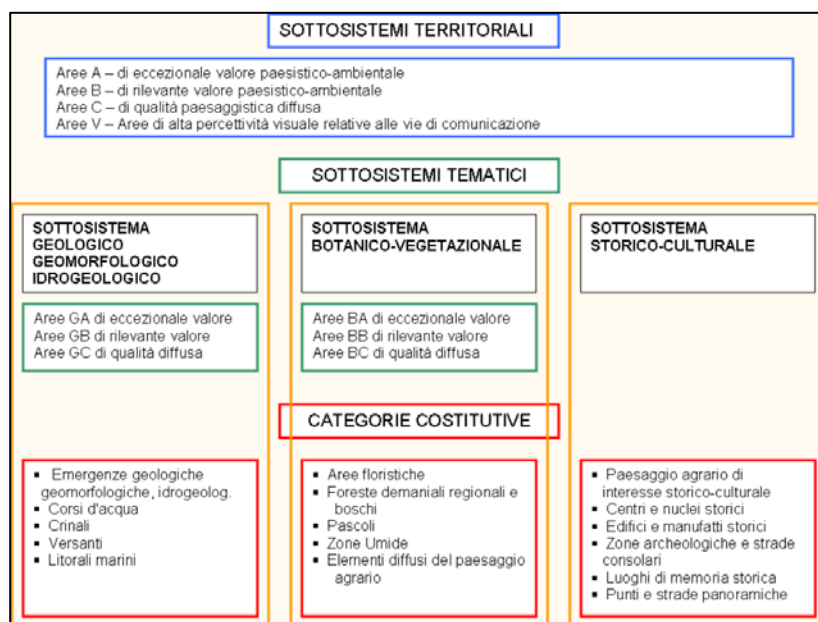 SOTTOSISTEMI TERRITORIALI
Aree A – di eccezionale valore paesistico-ambientale
Aree B – di rilevante valore paesistico-ambientale
Aree C – di qualità paesaggistica diffusa
Aree V – Aree di alta percettività visuale relative alle vie di comunicazione
SOTTOSISTEMI TEMATICI
SOTTOSISTEMA
GEOLOGICO
GEOMORFOLOGICO
IDROGEOLOGICO
Aree GA di eccezionale valore
Aree GB di rilevante valore
Aree GC di qualità diffusa
SOTTOSISTEMA
BOTANICO-VEGETAZIONALE
Aree BA di eccezionale valore
Aree BB di rilevante valore
Aree BC di qualità diffusa
SOTTOSISTEMA
STORICO-CULTURALE
CATEGORIE COSTITUTIVE
▪ Emergenze geologiche
geomorfologiche, idrogeolog.
▪ Corsi d'acqua
▪ Crinali
▪ Versanti
▪ Litorali marini
▪ Aree floristiche
▪ Foreste demaniali regionali e
boschi
▪ Pascoli
▪ Zone Umide
▪ Elementi diffusi del paesaggio
agrario
▪ Paesaggio agrario di
interesse storico-culturale
▪ Centri e nuclei storici
▪ Edifici e manufatti storici
▪ Zone archeologiche e strade
consolari
▪ Luoghi di memoria storica
▪ Punti e strade panoramiche